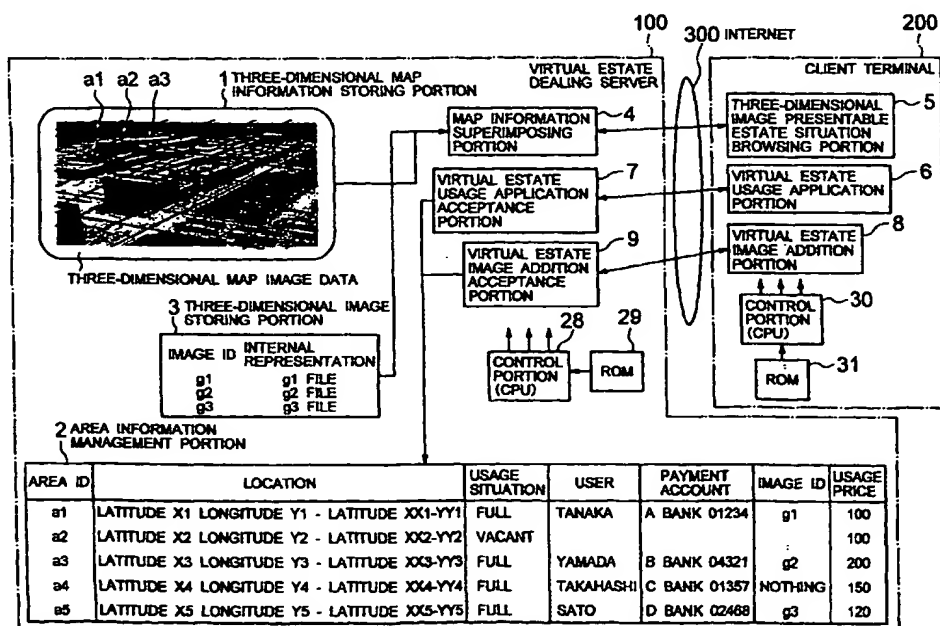 100
300 INTERNET
200
VIRTUAL ESTATE
DEALING SERVER
CLIENT TERMINAL
a1 a2 a3
1 THREE-DIMENSIONAL MAP
INFORMATION STORING PORTION
THREE-DIMENSIONAL MAP IMAGE DATA
4
MAP INFORMATION
SUPERIMPOSING
PORTION
5
THREE-DIMENSIONAL
IMAGE PRESENTABLE
ESTATE SITUATION
BROWSING PORTION
7
VIRTUAL ESTATE
USAGE APPLICATION
ACCEPTANCE
PORTION
6
VIRTUAL ESTATE
USAGE APPLICATION
PORTION
9
VIRTUAL ESTATE
IMAGE ADDITION
ACCEPTANCE
PORTION
8
VIRTUAL ESTATE
IMAGE ADDITION
PORTION
3 THREE-DIMENSIONAL IMAGE
STORING PORTION
IMAGE ID INTERNAL REPRESENTATION
g1 g1 FILE
g2 g2 FILE
g3 g3 FILE
28
CONTROL
PORTION
(CPU)
29
ROM
30
CONTROL
PORTION
(CPU)
31
ROM
2 AREA INFORMATION
MANAGEMENT PORTION
AREA ID LOCATION USAGE SITUATION USER PAYMENT ACCOUNT IMAGE ID USAGE PRICE
a1 LATITUDE X1 LONGITUDE Y1 - LATITUDE XX1-YY1 FULL TANAKA A BANK 01234 g1 100
a2 LATITUDE X2 LONGITUDE Y2 - LATITUDE XX2-YY2 VACANT 100
a3 LATITUDE X3 LONGITUDE Y3 - LATITUDE XX3-YY3 FULL YAMADA B BANK 04321 g2 200
a4 LATITUDE X4 LONGITUDE Y4 - LATITUDE XX4-YY4 FULL TAKAHASHI C BANK 01357 NOTHING 150
a5 LATITUDE X5 LONGITUDE Y5 - LATITUDE XX5-YY5 FULL SATO D BANK 02468 g3 120